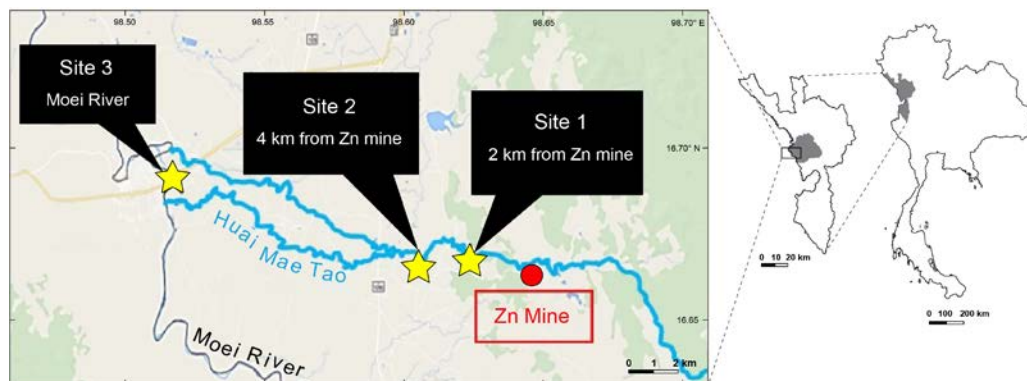 98.50
98.55
98.60
98.65
98.70° E
Site 3
Moei River
Site 2
4 km from Zn mine
Site 1
2 km from Zn mine
16.70° N
Huai Mae Tao
Zn Mine
16.65
Moei River
0 1 2 km
0 10 20 km
0 100 200 km